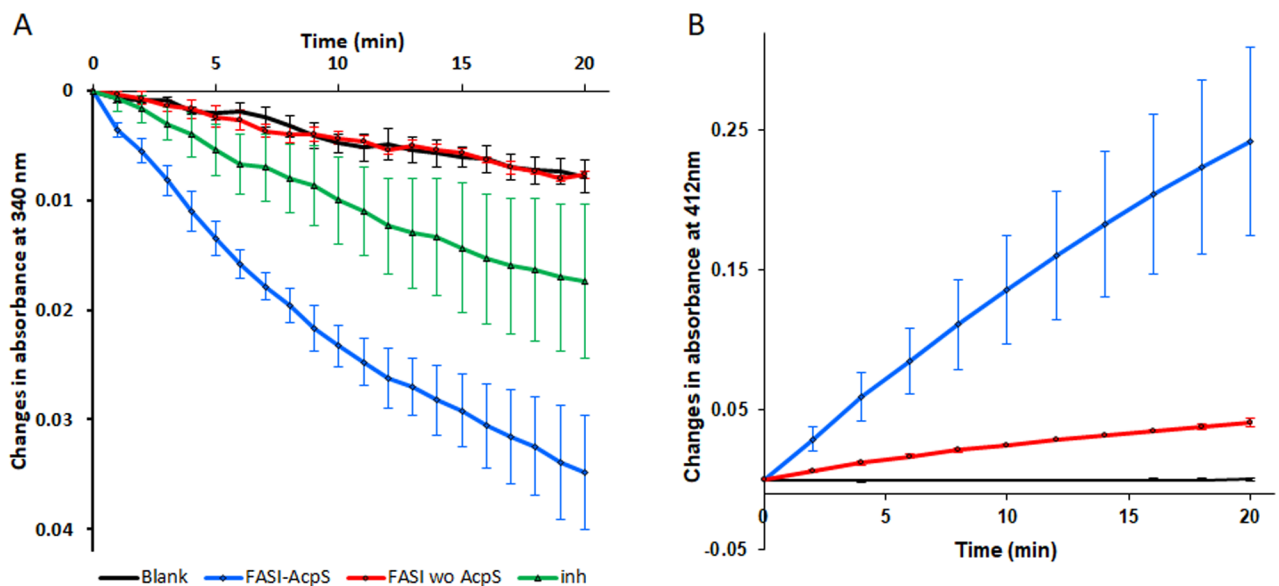 A
Time (min)
0 5 10 15 20
0
0.01
0.02
0.03
0.04
Changes in absorbance at 340 nm
Blank FASI-AcpS FASI wo AcpS inh
B
0.25
0.15
0.05
-0.05
Changes in absorbance at 412nm
0 5 10 15 20
Time (min)